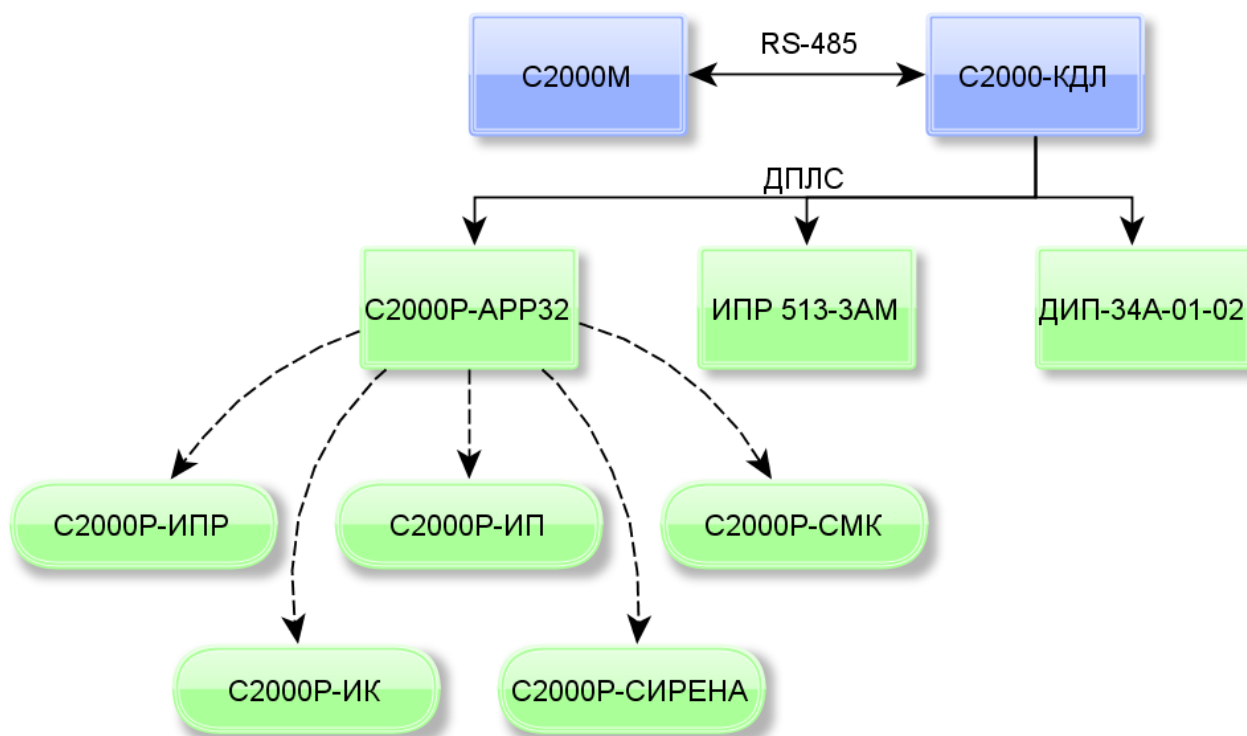 RS-485
С2000М
С2000-КДЛ
ДПЛС
С2000Р-АРР32
ИПР 513-3АМ
ДИП-34А-01-02
С2000Р-ИПР
С2000Р-ИП
С2000Р-СМК
С2000Р-ИК
С2000Р-СИРЕНА